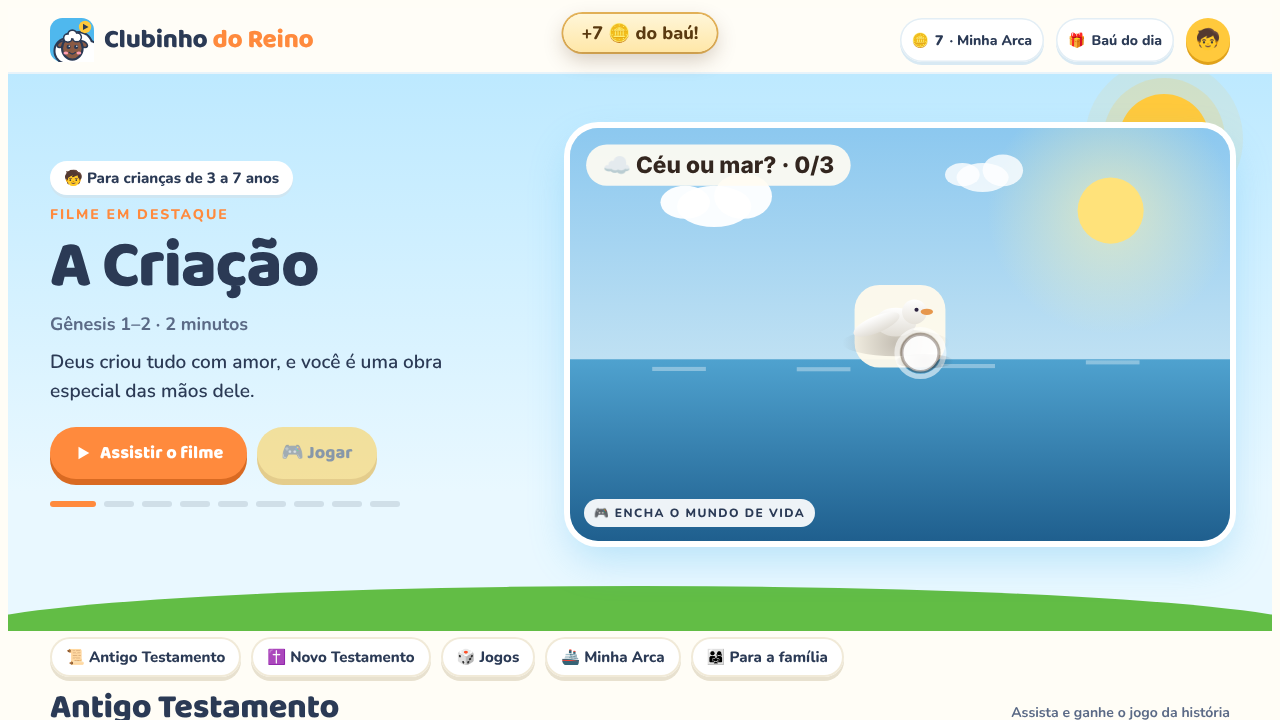 Clubinho do Reino
+7 🪙 do baú!
🪙 7 · Minha Arca
🎁 Baú do dia
🧒 Para crianças de 3 a 7 anos
FILME EM DESTAQUE
A Criação
Gênesis 1–2 · 2 minutos
Deus criou tudo com amor, e você é uma obra
especial das mãos dele.
▶ Assistir o filme
🎮 Jogar
☁️ Céu ou mar? · 0/3
🎮 ENCHA O MUNDO DE VIDA
📜 Antigo Testamento
✝️ Novo Testamento
🎲 Jogos
🚢 Minha Arca
👨‍👩‍👧 Para a família
Antigo Testamento
Assista e ganhe o jogo da história